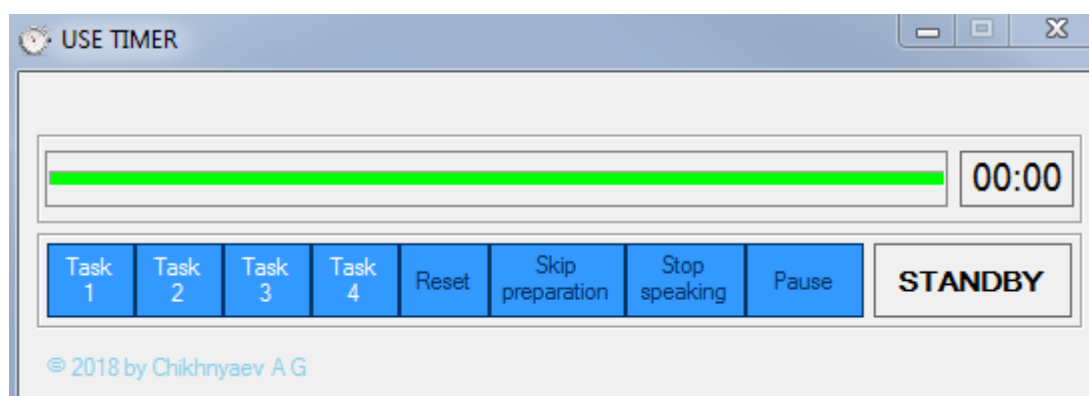 USE TIMER
00:00
Task
1
Task
2
Task
3
Task
4
Reset
Skip
preparation
Stop
speaking
Pause
STANDBY
© 2018 by Chikhnyaev A G